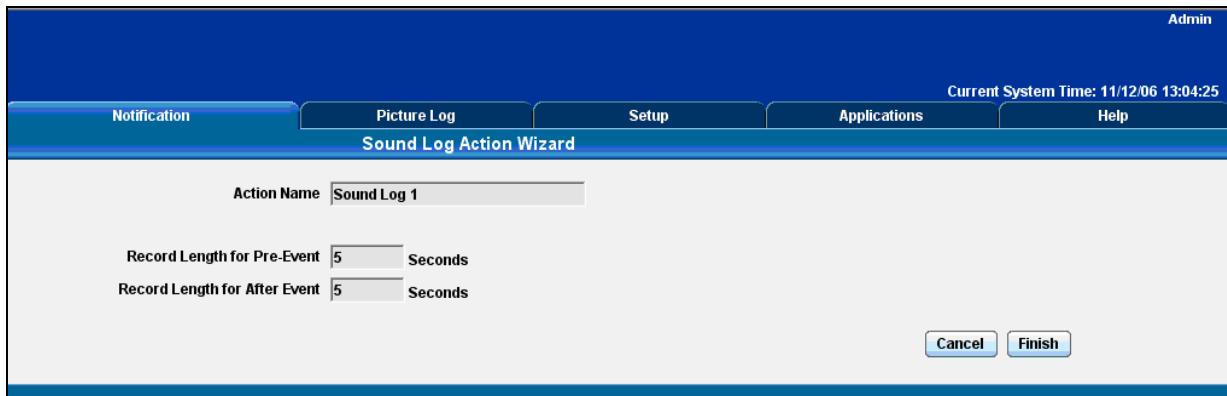 Admin
Current System Time: 11/12/06 13:04:25
Notification Picture Log Setup Applications Help
Sound Log Action Wizard
Action Name Sound Log 1
Record Length for Pre-Event 5 Seconds
Record Length for After Event 5 Seconds
Cancel Finish